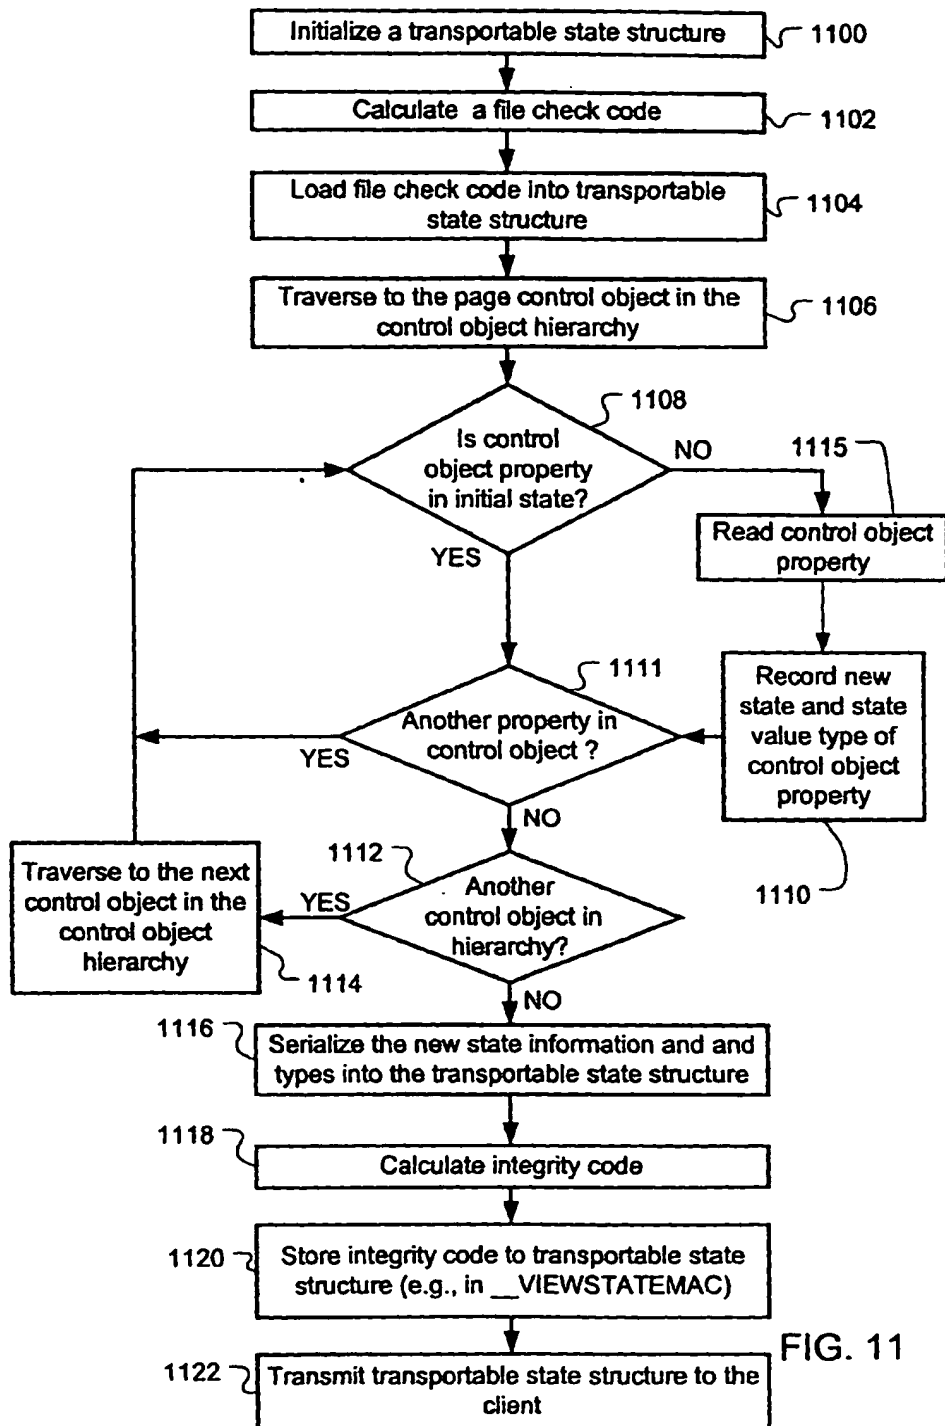 Initialize a transportable state structure
1100
Calculate a file check code
1102
Load file check code into transportable
state structure
1104
Traverse to the page control object in the
control object hierarchy
1106
1108
Is control
object property
in initial state?
NO
YES
1115
Read control object
property
1111
Another property in
control object ?
YES
NO
Record new
state and state
value type of
control object
property
1110
1112
Another
control object in
hierarchy?
YES
NO
Traverse to the next
control object in the
control object
hierarchy
1114
1116
Serialize the new state information and and
types into the transportable state structure
1118
Calculate integrity code
1120
Store integrity code to transportable state
structure (e.g., in __VIEWSTATEMAC)
1122
Transmit transportable state structure to the
client
FIG. 11